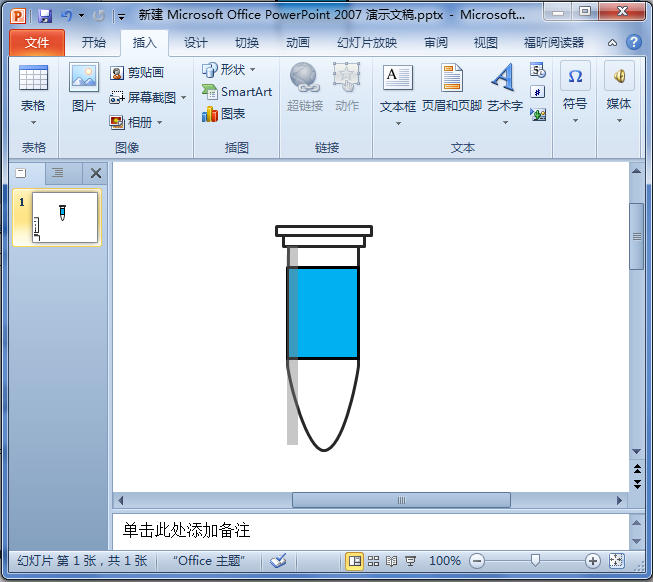 新建 Microsoft Office PowerPoint 2007 演示文稿.pptx - Microsoft...
文件 开始 插入 设计 切换 动画 幻灯片放映 审阅 视图 福昕阅读器
表格
图片
剪贴画
屏幕截图
相册
形状
SmartArt
图表
超链接 动作
文本框 页眉和页脚 艺术字
符号
媒体
表格 图像 插图 链接 文本
1
单击此处添加备注
幻灯片 第 1 张，共 1 张 "Office 主题" 100%